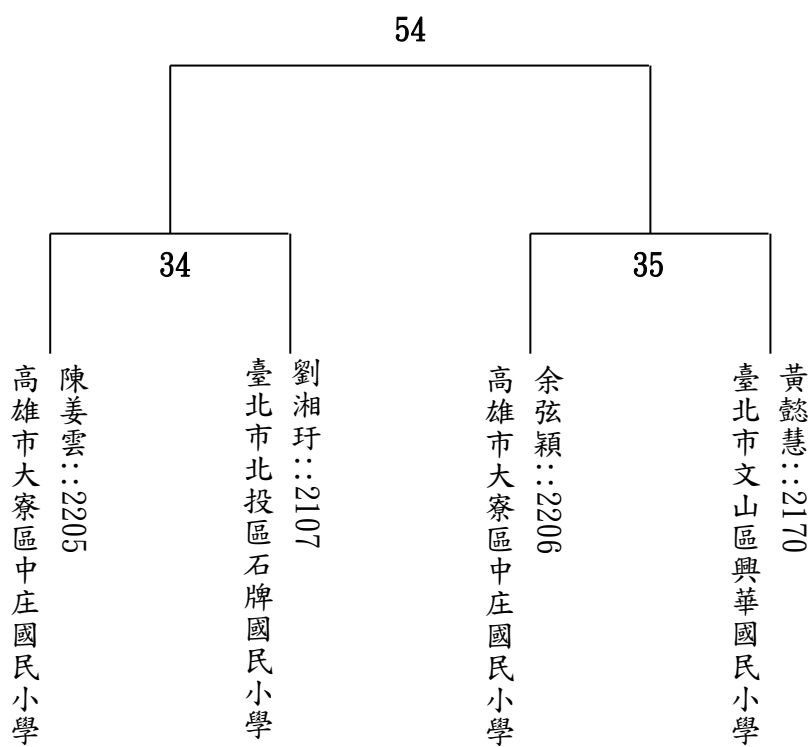 54
34
35
陳姜雲::2205
高雄市大寮區中庄國民小學
劉湘玗::2107
臺北市北投區石牌國民小學
余弦穎::2206
高雄市大寮區中庄國民小學
黃懿慧::2170
臺北市文山區興華國民小學